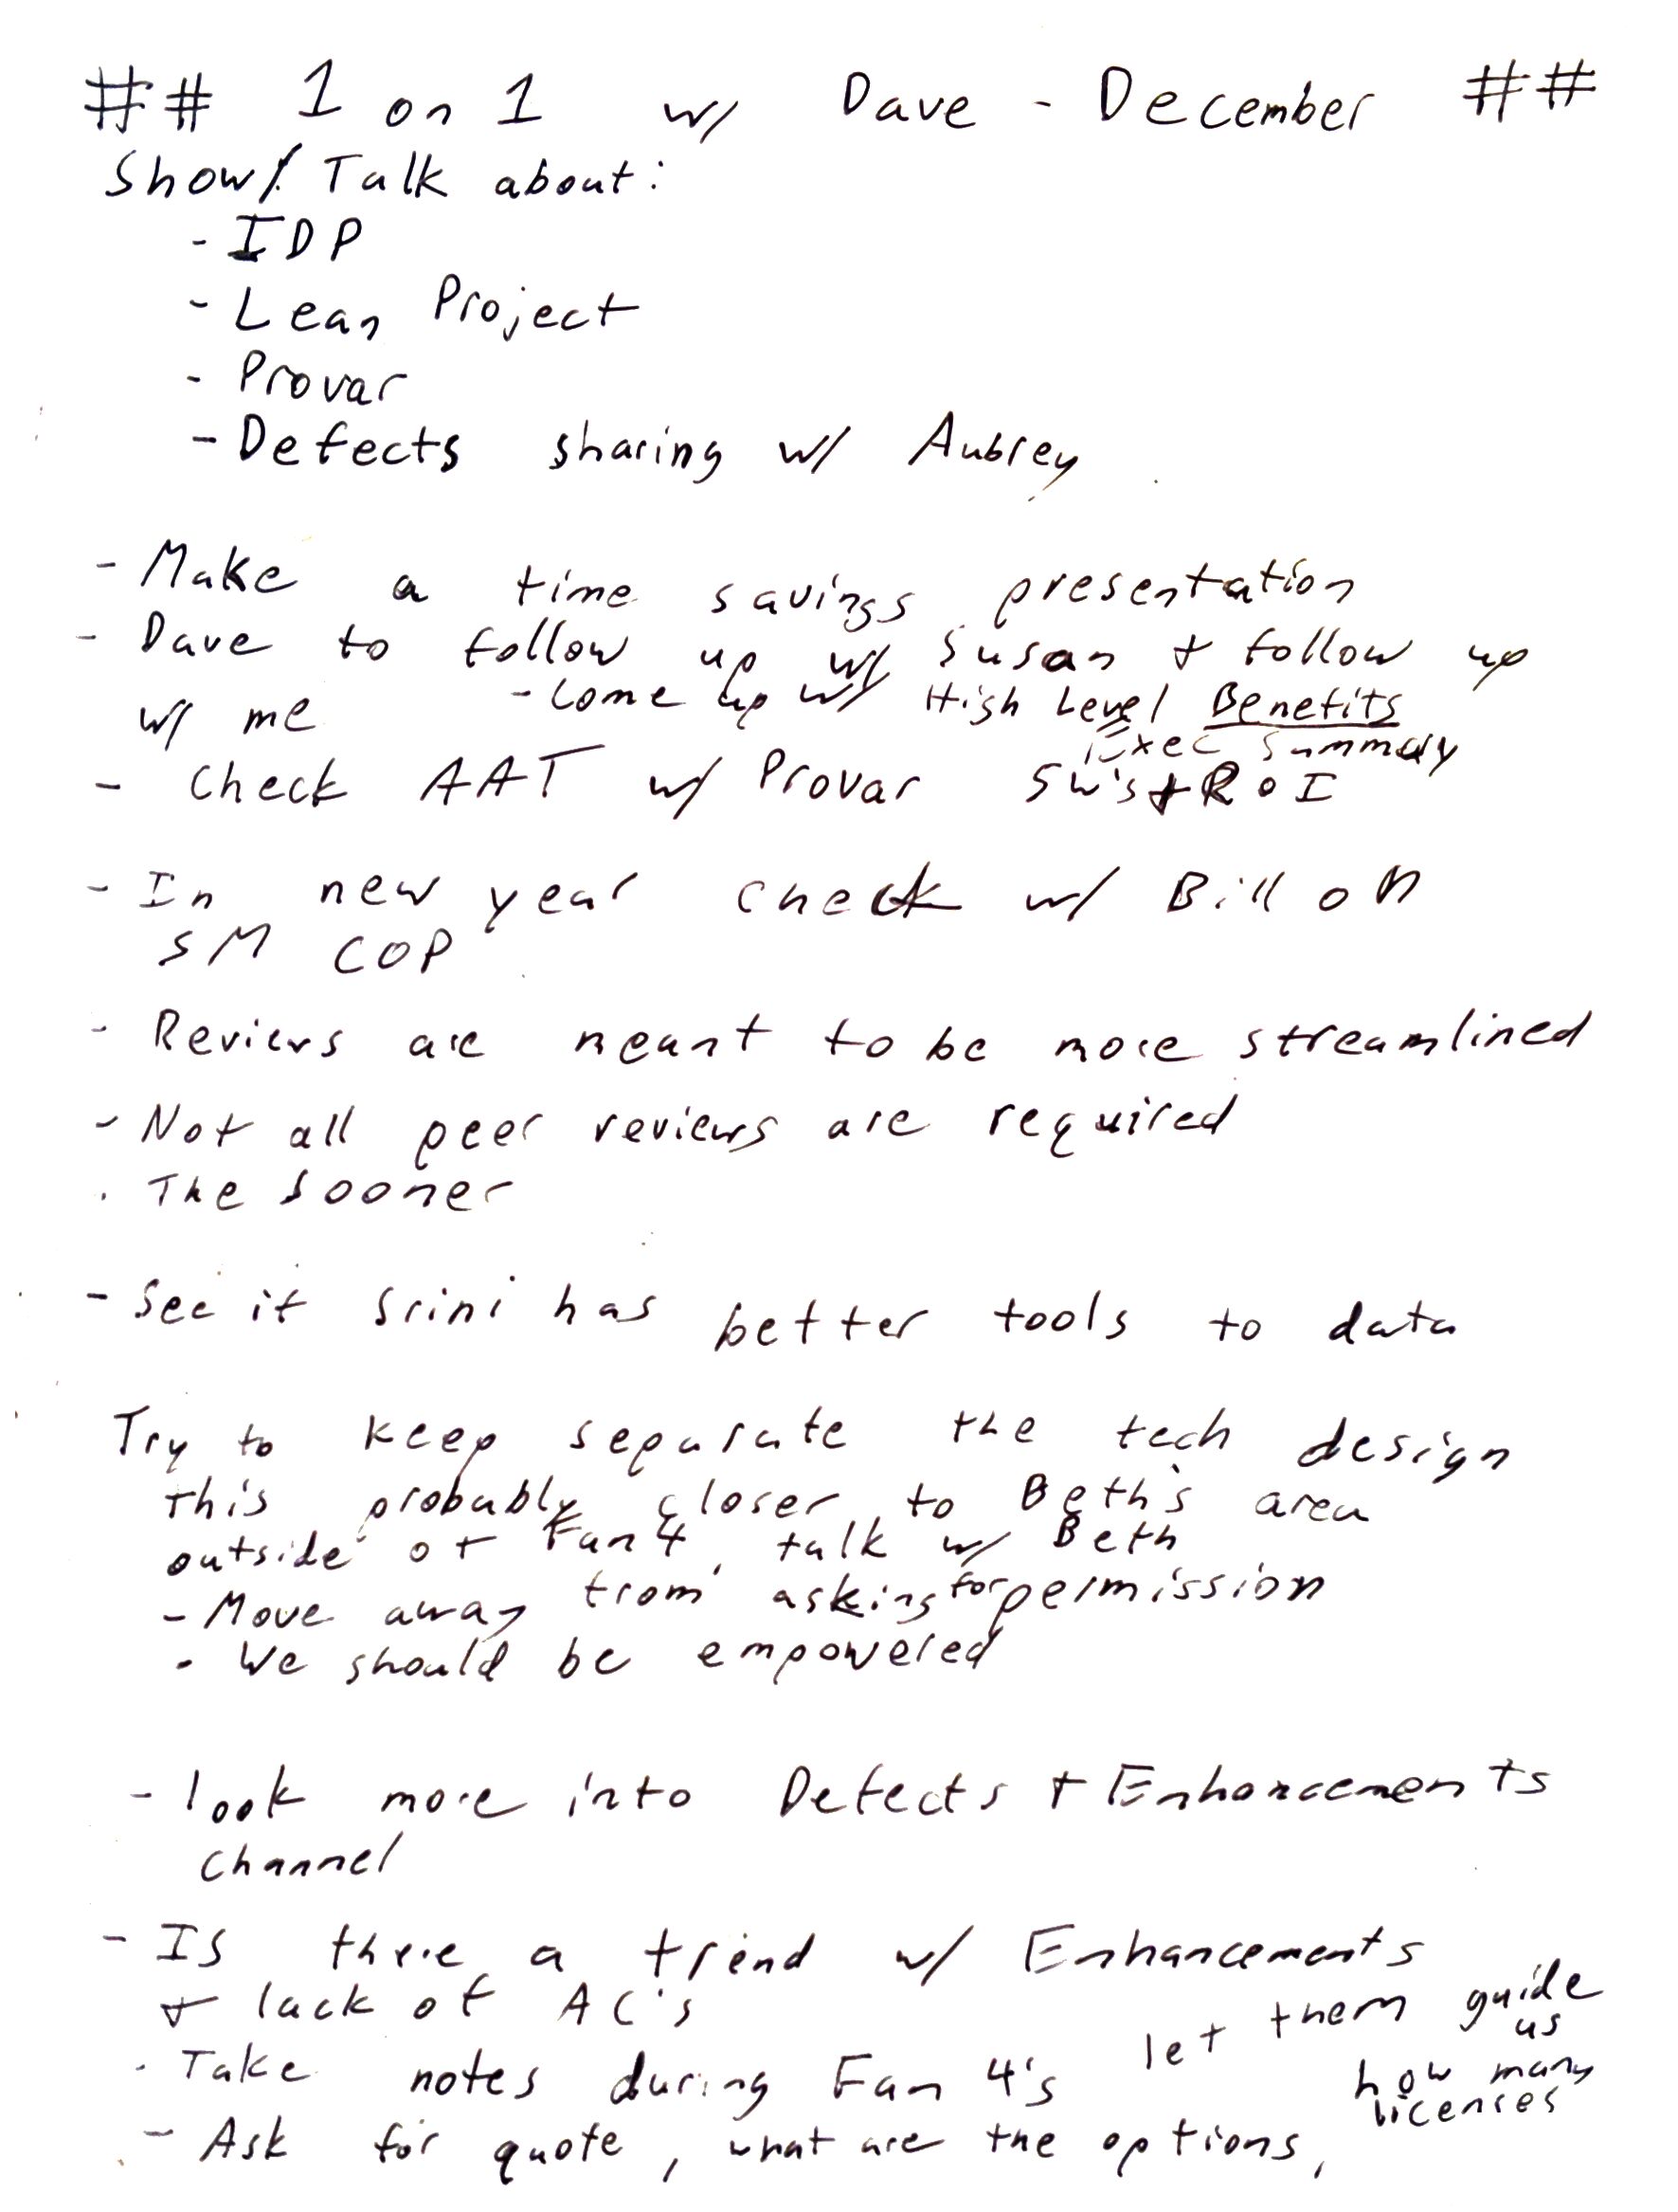 ## 1 on 1 w/ Dave - December ##
Show/ Talk about:
- IDP
- Lean Project
- Provar
- Defects sharing w/ Aubrey
- Make a time savings presentation
- Dave to follow up w/ Susan + follow up
w/ me - Come up w/ High Level Benefits
Exec Summary
- Check AAT w/ Provar 5W's + ROI
- In new year check w/ Bill on
SM COP
- Reviews are meant to be more streamlined
- Not all peer reviews are required
. The sooner
- See if Srini has better tools to data
Try to keep separate the tech design
this probably closer to Beth's area
outside of Fan 4, talk w/ Beth
- Move away from asking for permission
- We should be empowered
- look more into Defects + Enhancements
Channel
- Is there a trend w/ Enhancements
+ lack of AC's
- Take notes during Fan 4's
- Ask for quote, what are the options,
let them guide
us
how many
licenses